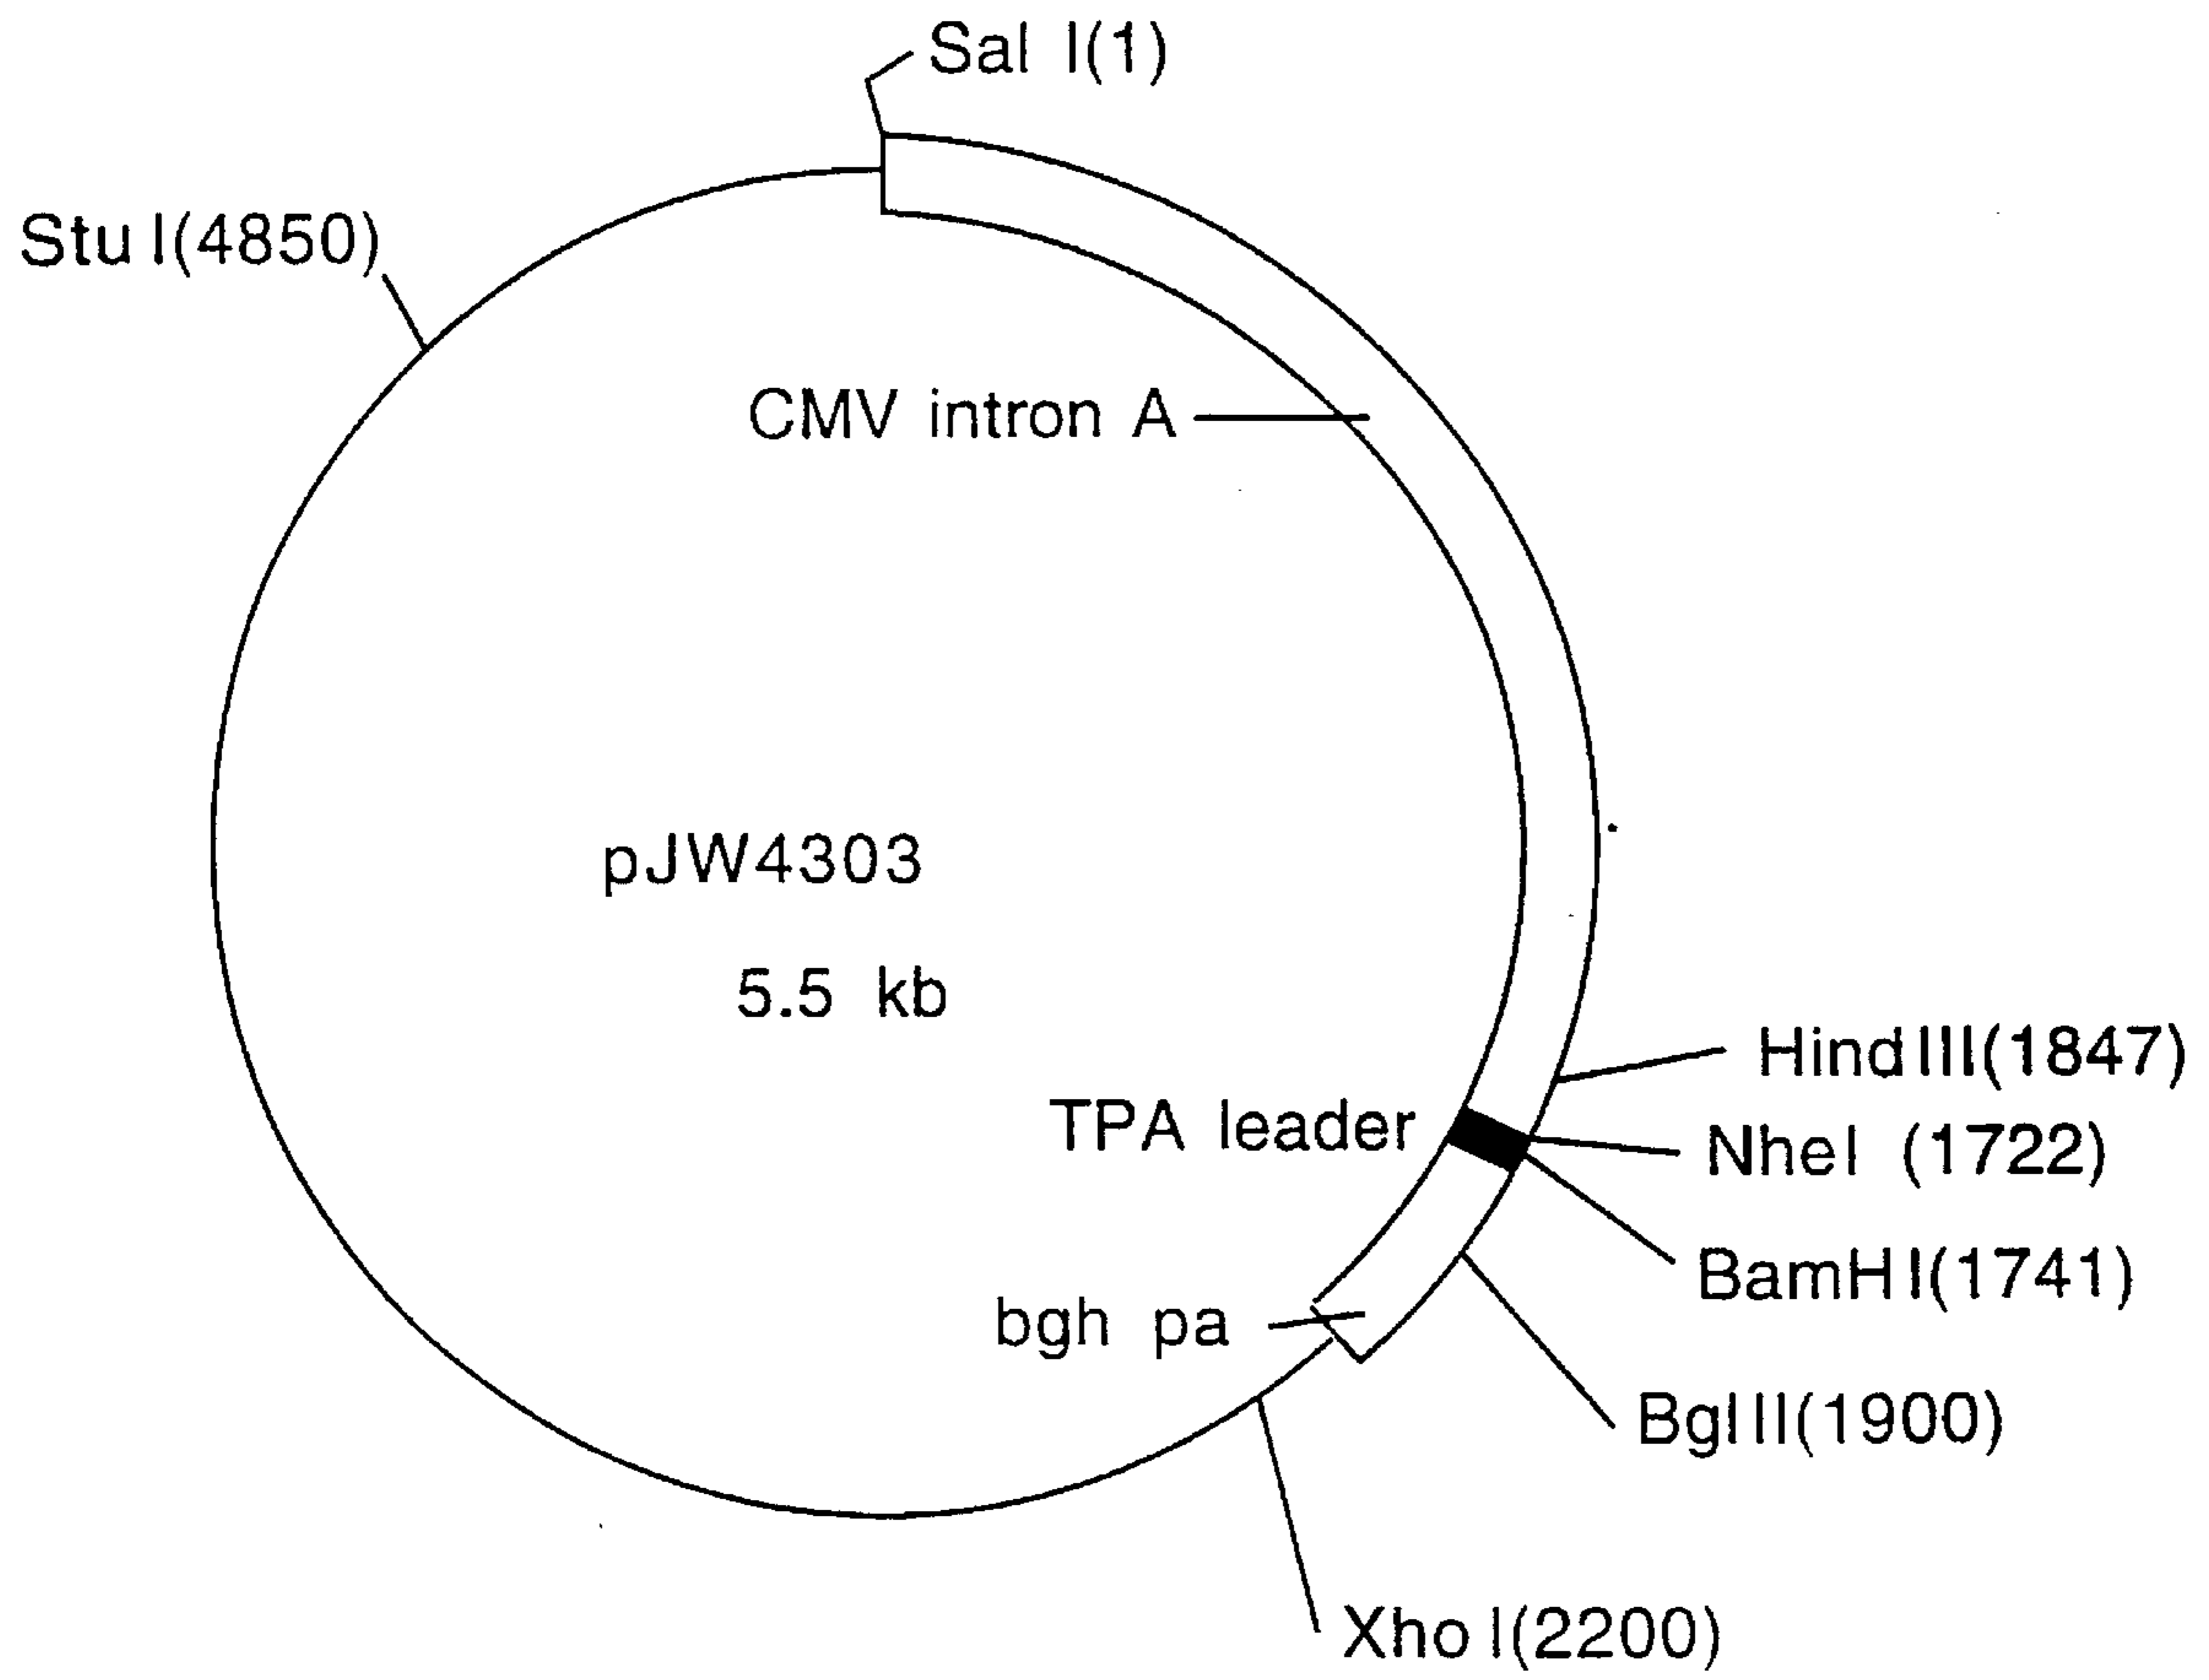 Sal I(1)
Stu I(4850)
CMV intron A
pJW4303
5.5 kb
HindIII(1847)
TPA leader
NheI (1722)
BamHI(1741)
bgh pa
BglII(1900)
Xho I(2200)